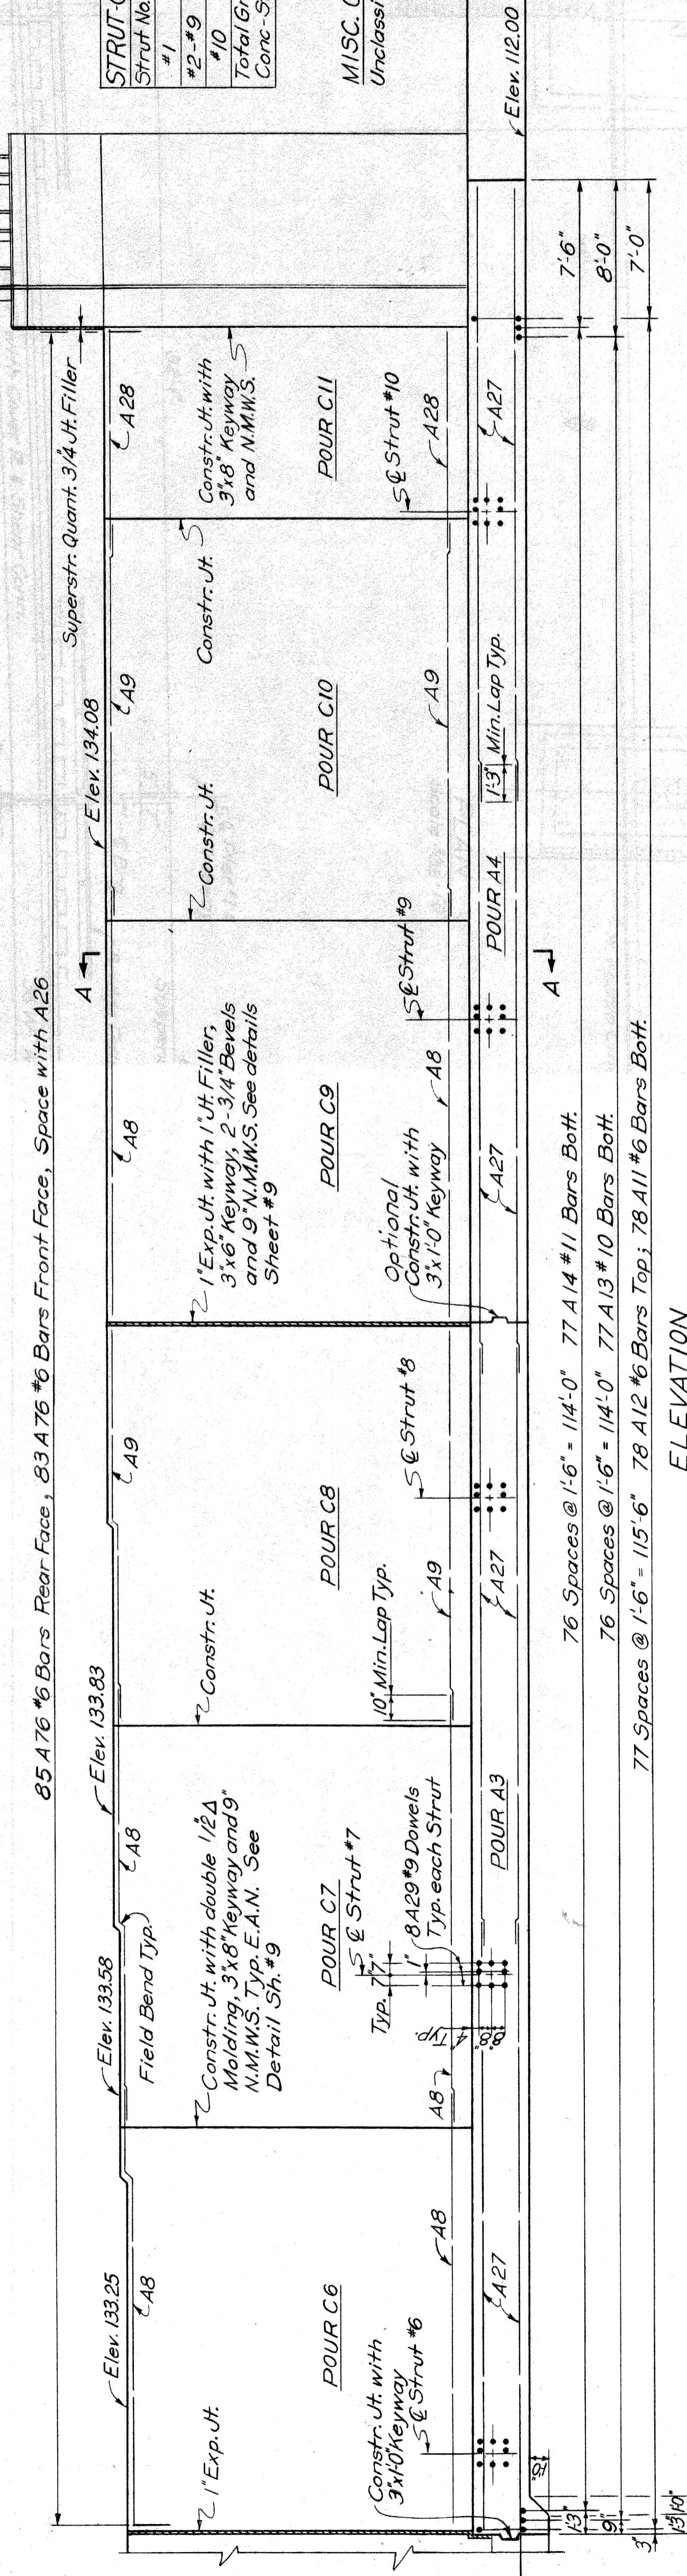 85 A76 #6 Bars Rear Face, 83 A76 #6 Bars Front Face, Space with A26
Superstr. Quant. 3/4" Jt. Filler
Elev. 133.25
Elev. 133.58
Elev. 133.83
Elev. 134.08
A8
Field Bend Typ.
A8
A9
A8
A9
A28
A
1" Exp. Jt.
Constr. Jt. with double 1/2" Δ
Molding, 3"x8" Keyway and 9"
N.M.W.S. Typ. E.A.N. See
Detail Sh. #9
Constr. Jt.
1" Exp. Jt. with 1" Jt. Filler,
3"x6" Keyway, 2-3/4" Bevels
and 9" N.M.W.S. See details
Sheet #9
Constr. Jt.
Constr. Jt.
Constr. Jt. with
3"x8" Keyway
and N.M.W.S.
POUR C6
POUR C7
POUR C8
POUR C9
POUR C10
POUR C11
Constr. Jt. with
3"x1'-0" Keyway
℄ Strut #6
A8
A8
℄ Strut #7
Typ. 7" 7"
1"
8 A29 #9 Dowels
Typ. each Strut
4" Typ.
8" 8"
10" Min. Lap Typ.
A9
℄ Strut #8
Optional
Constr. Jt. with
3"x1'-0" Keyway
A8
℄ Strut #9
A9
℄ Strut #10
A28
A27
POUR A3
A27
A27
POUR A4
1'-3" Min. Lap Typ.
A27
Elev. 112.00
A
76 Spaces @ 1'-6" = 114'-0" 77 A14 #11 Bars Bott.
7'-6"
76 Spaces @ 1'-6" = 114'-0" 77 A13 #10 Bars Bott.
8'-0"
77 Spaces @ 1'-6" = 115'-6" 78 A12 #6 Bars Top; 78 A11 #6 Bars Bott.
7'-0"
9"
3"
ELEVATION
Strut No.
#1
#2-#9
#10
MISC.